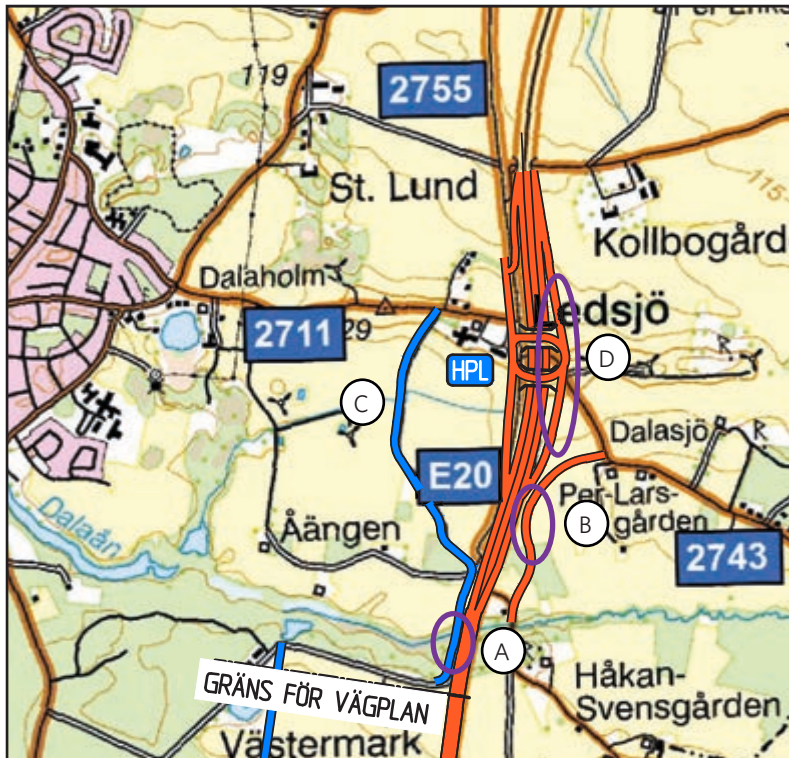 119
2755
St. Lund
115
Kollbogård
Dalaholm
Ledsjö
2711
29
HPL
D
C
Dalasjö
E20
Per-Lars-
gården
B
Dalaån
Åängen
2743
A
GRÄNS FÖR VÄGPLAN
Håkan-
Svensgården
Västermark